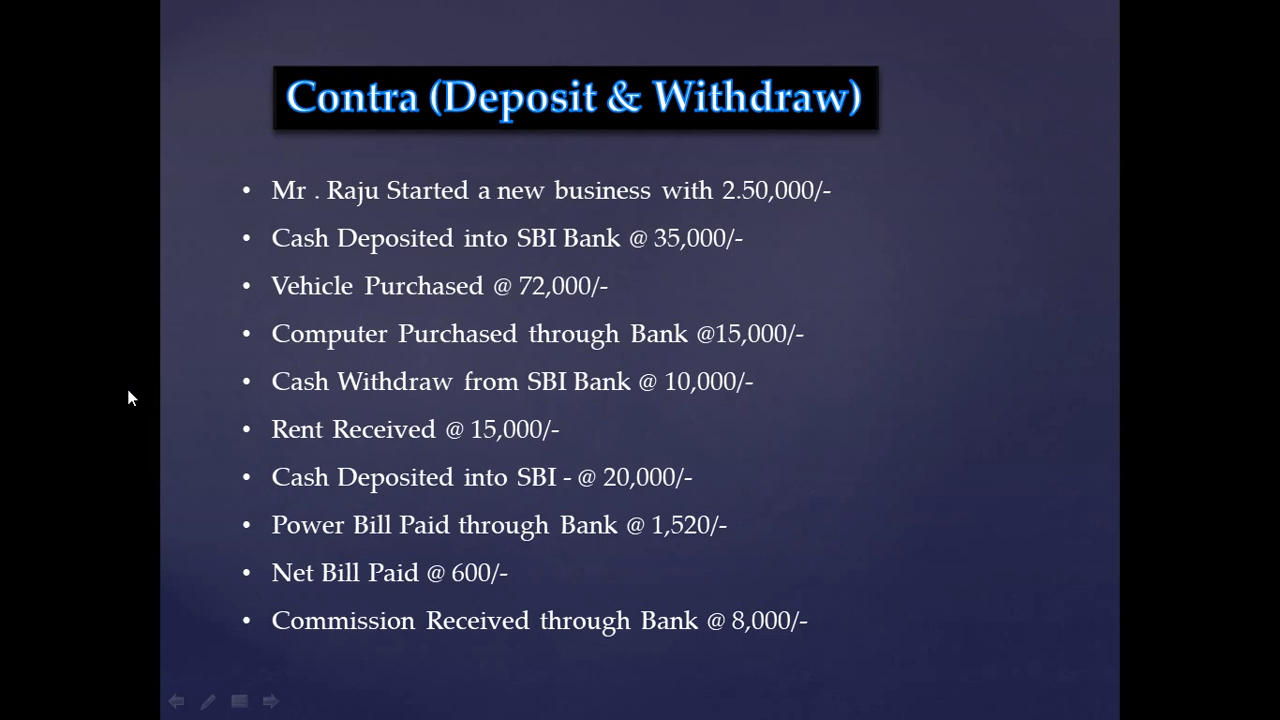 Contra (Deposit & Withdraw)
• Mr . Raju Started a new business with 2.50,000/-
• Cash Deposited into SBI Bank @ 35,000/-
• Vehicle Purchased @ 72,000/-
• Computer Purchased through Bank @15,000/-
• Cash Withdraw from SBI Bank @ 10,000/-
• Rent Received @ 15,000/-
• Cash Deposited into SBI - @ 20,000/-
• Power Bill Paid through Bank @ 1,520/-
• Net Bill Paid @ 600/-
• Commission Received through Bank @ 8,000/-